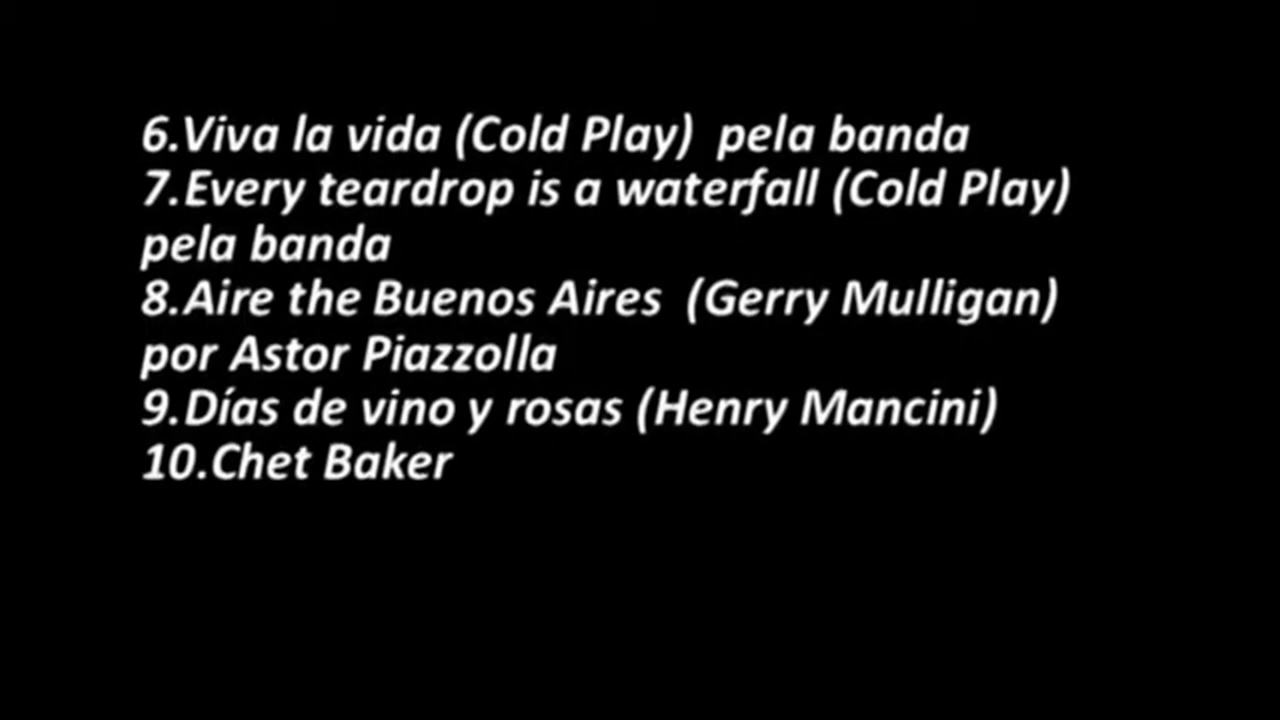 6.Viva la vida (Cold Play)  pela banda
7.Every teardrop is a waterfall (Cold Play)
pela banda
8.Aire the Buenos Aires  (Gerry Mulligan)
por Astor Piazzolla
9.Días de vino y rosas (Henry Mancini)
10.Chet Baker